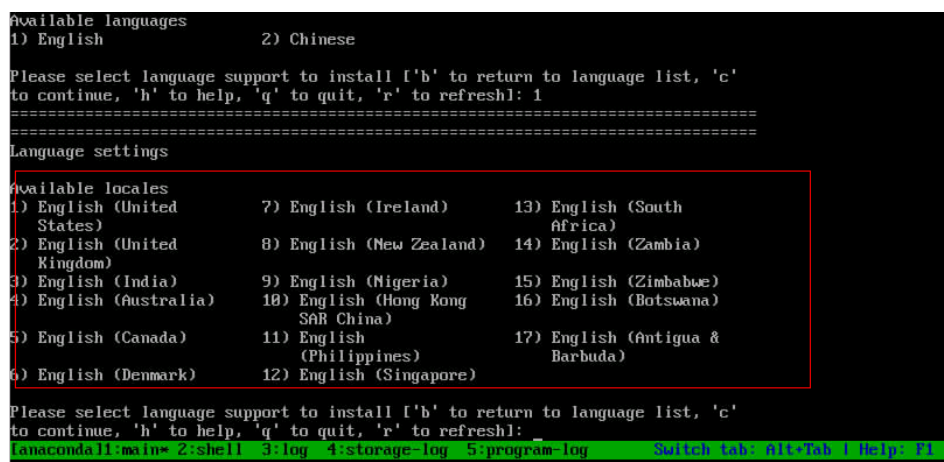 Available languages
1) English 2) Chinese
Please select language support to install ['b' to return to language list, 'c'
to continue, 'h' to help, 'q' to quit, 'r' to refresh]: 1
================================================================================
================================================================================
Language settings
Available locales
1) English (United 7) English (Ireland) 13) English (South
States) Africa)
2) English (United 8) English (New Zealand) 14) English (Zambia)
Kingdom)
3) English (India) 9) English (Nigeria) 15) English (Zimbabwe)
4) English (Australia) 10) English (Hong Kong 16) English (Botswana)
SAR China)
5) English (Canada) 11) English 17) English (Antigua &
(Philippines) Barbuda)
6) English (Denmark) 12) English (Singapore)
Please select language support to install ['b' to return to language list, 'c'
to continue, 'h' to help, 'q' to quit, 'r' to refresh]: _
[anaconda]1:main* 2:shell 3:log 4:storage-log 5:program-log Switch tab: Alt+Tab | Help: F1